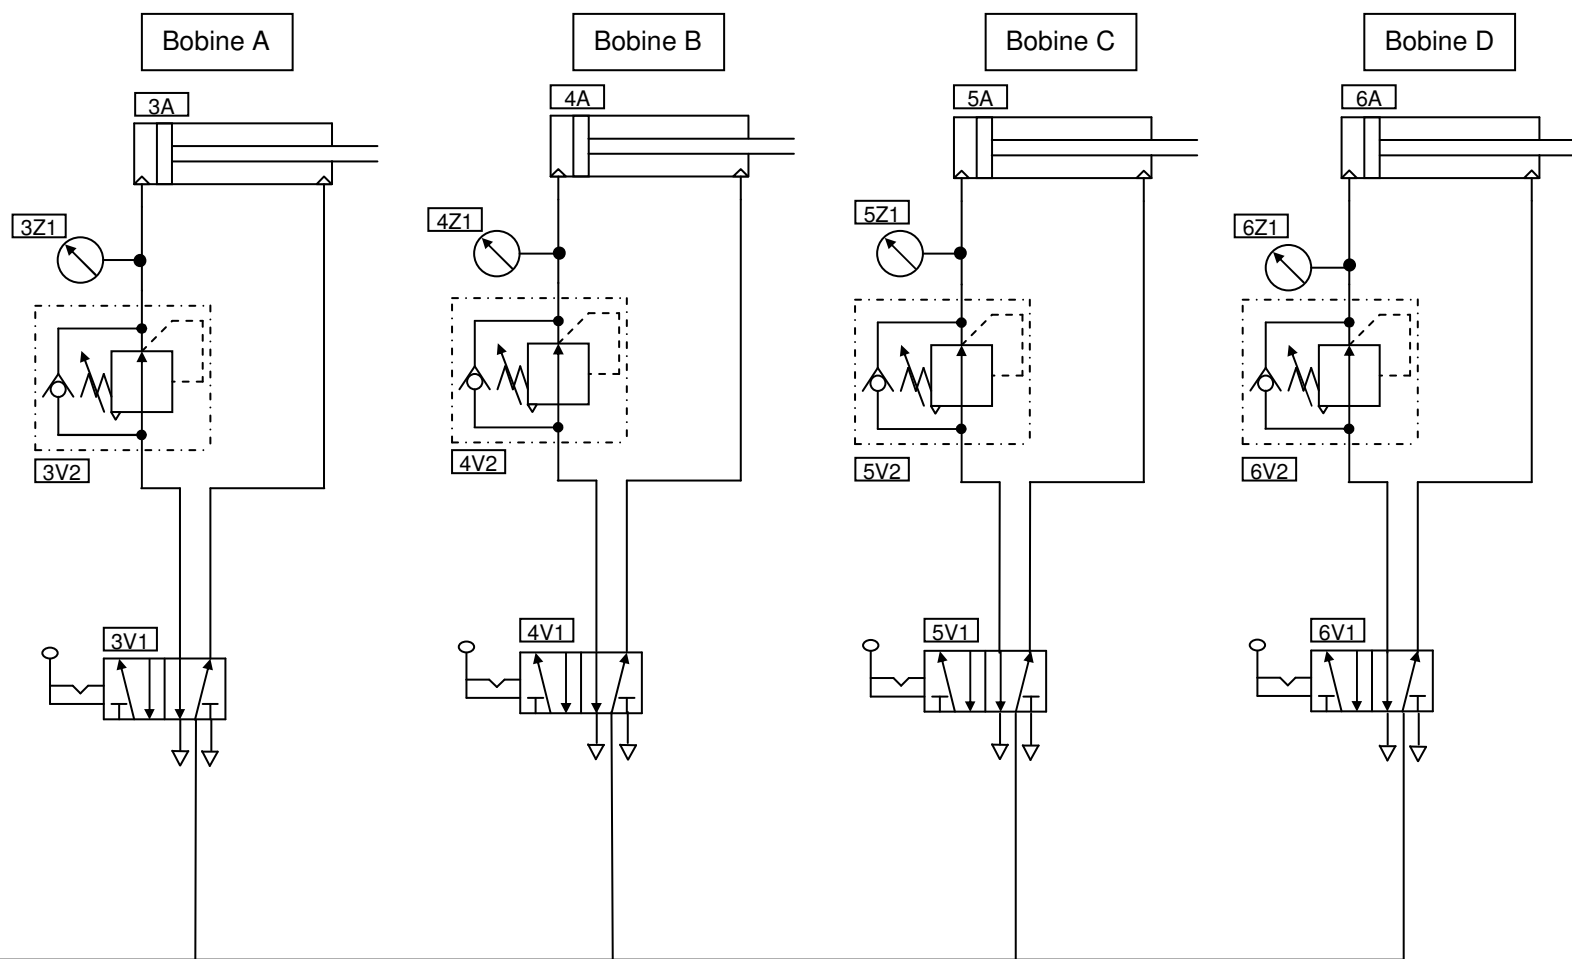 Bobine A
Bobine B
Bobine C
Bobine D
3A
4A
5A
6A
3Z1
4Z1
5Z1
6Z1
3V2
4V2
5V2
6V2
3V1
4V1
5V1
6V1